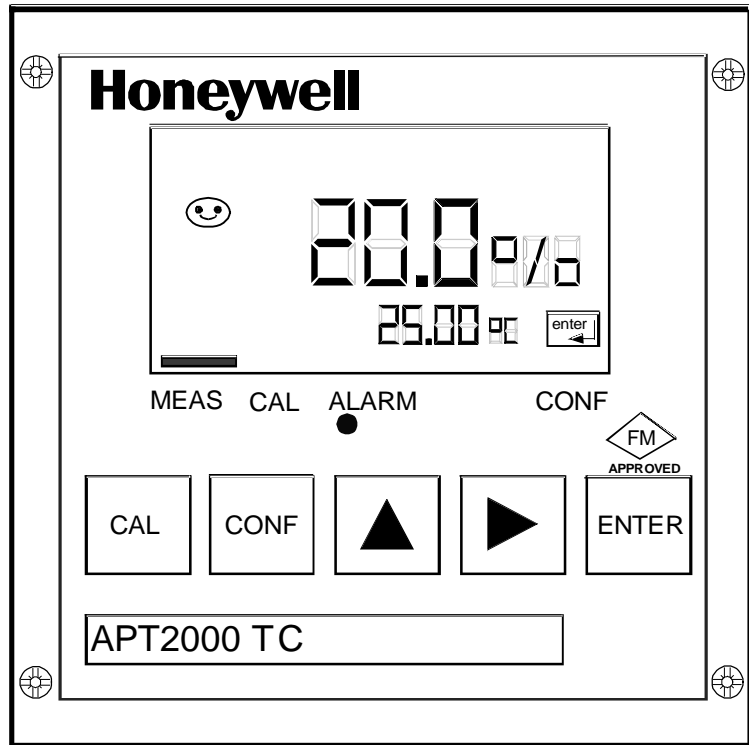 Honeywell
20.0%
25.00 °C
enter
MEAS CAL ALARM CONF
FM
APPROVED
CAL CONF ENTER
APT2000 TC